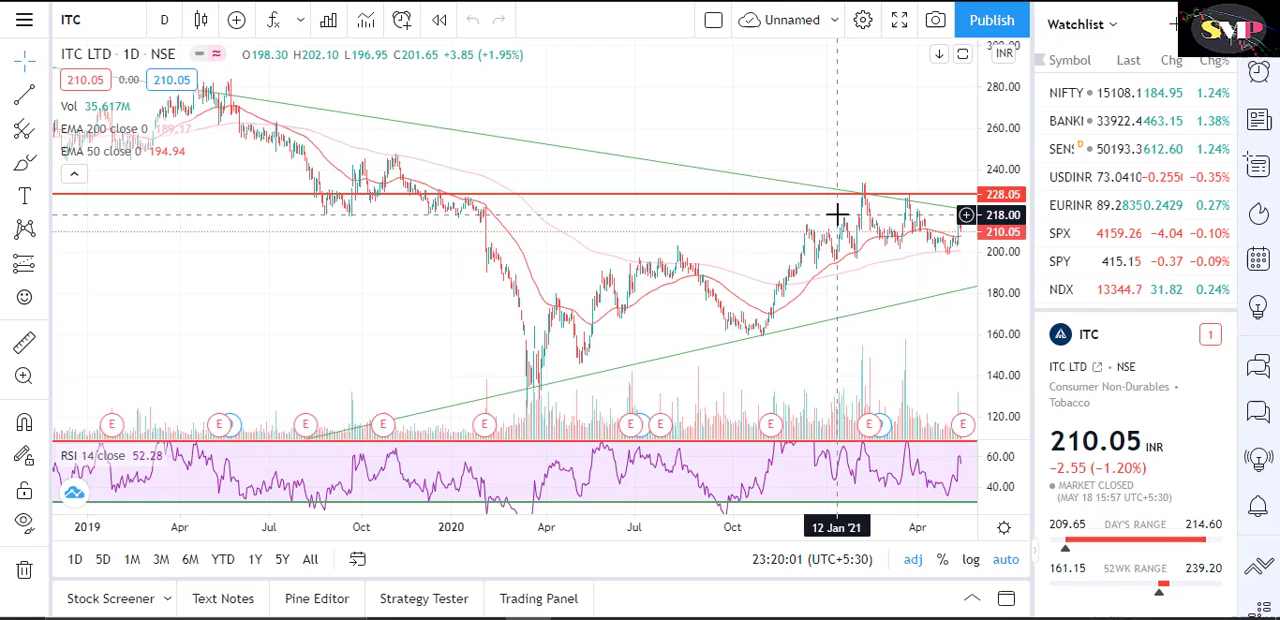 ITC D Unnamed Publish Watchlist
SMP
ITC LTD · 1D · NSE O198.30 H202.10 L196.95 C201.65 +3.85 (+1.95%)
210.05 0.00 210.05
Vol 35.617M
EMA 200 close 0 189.17
EMA 50 close 0 194.94
300.00
INR
280.00
260.00
240.00
228.05
218.00
210.05
200.00
180.00
160.00
140.00
120.00
E E E E E E E E E E
RSI 14 close 52.28
60.00
40.00
2019 Apr Jul Oct 2020 Apr Jul Oct 12 Jan '21 Apr
1D 5D 1M 3M 6M YTD 1Y 5Y All 23:20:01 (UTC+5:30) adj % log auto
Stock Screener Text Notes Pine Editor Strategy Tester Trading Panel
Symbol Last Chg Chg%
NIFTY 15108.1 184.95 1.24%
BANKI 33922.4 463.15 1.38%
SENS D 50193.3 612.60 1.24%
USDINR 73.0410 -0.2550 -0.35%
EURINR 89.2835 0.2429 0.27%
SPX 4159.26 -4.04 -0.10%
SPY 415.15 -0.37 -0.09%
NDX 13344.7 31.82 0.24%
ITC 1
ITC LTD · NSE
Consumer Non-Durables •
Tobacco
210.05 INR
-2.55 (-1.20%)
MARKET CLOSED
(MAY 18 15:57 UTC+5:30)
209.65 DAY'S RANGE 214.60
161.15 52WK RANGE 239.20